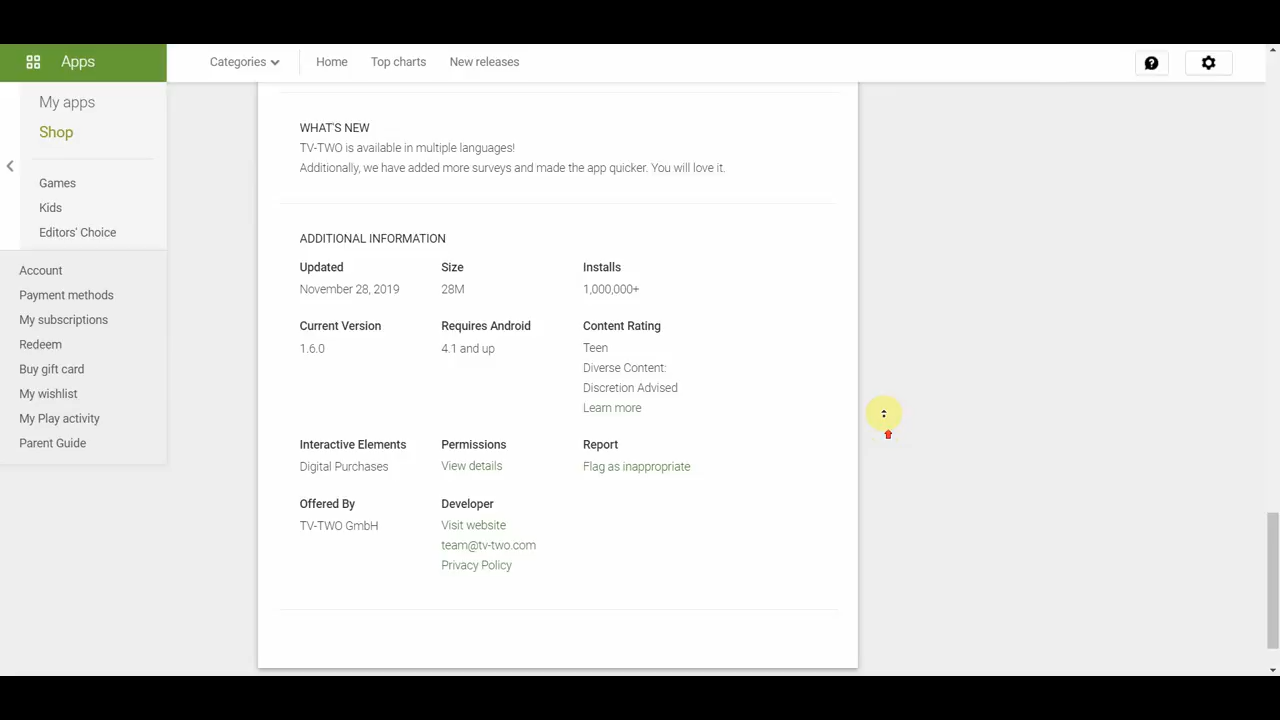 Apps
Categories
Home
Top charts
New releases
My apps
Shop
Games
Kids
Editors' Choice
Account
Payment methods
My subscriptions
Redeem
Buy gift card
My wishlist
My Play activity
Parent Guide
WHAT'S NEW
TV-TWO is available in multiple languages!
Additionally, we have added more surveys and made the app quicker. You will love it.
ADDITIONAL INFORMATION
Updated
November 28, 2019
Size
28M
Installs
1,000,000+
Current Version
1.6.0
Requires Android
4.1 and up
Content Rating
Teen
Diverse Content:
Discretion Advised
Learn more
Interactive Elements
Digital Purchases
Permissions
View details
Report
Flag as inappropriate
Offered By
TV-TWO GmbH
Developer
Visit website
team@tv-two.com
Privacy Policy